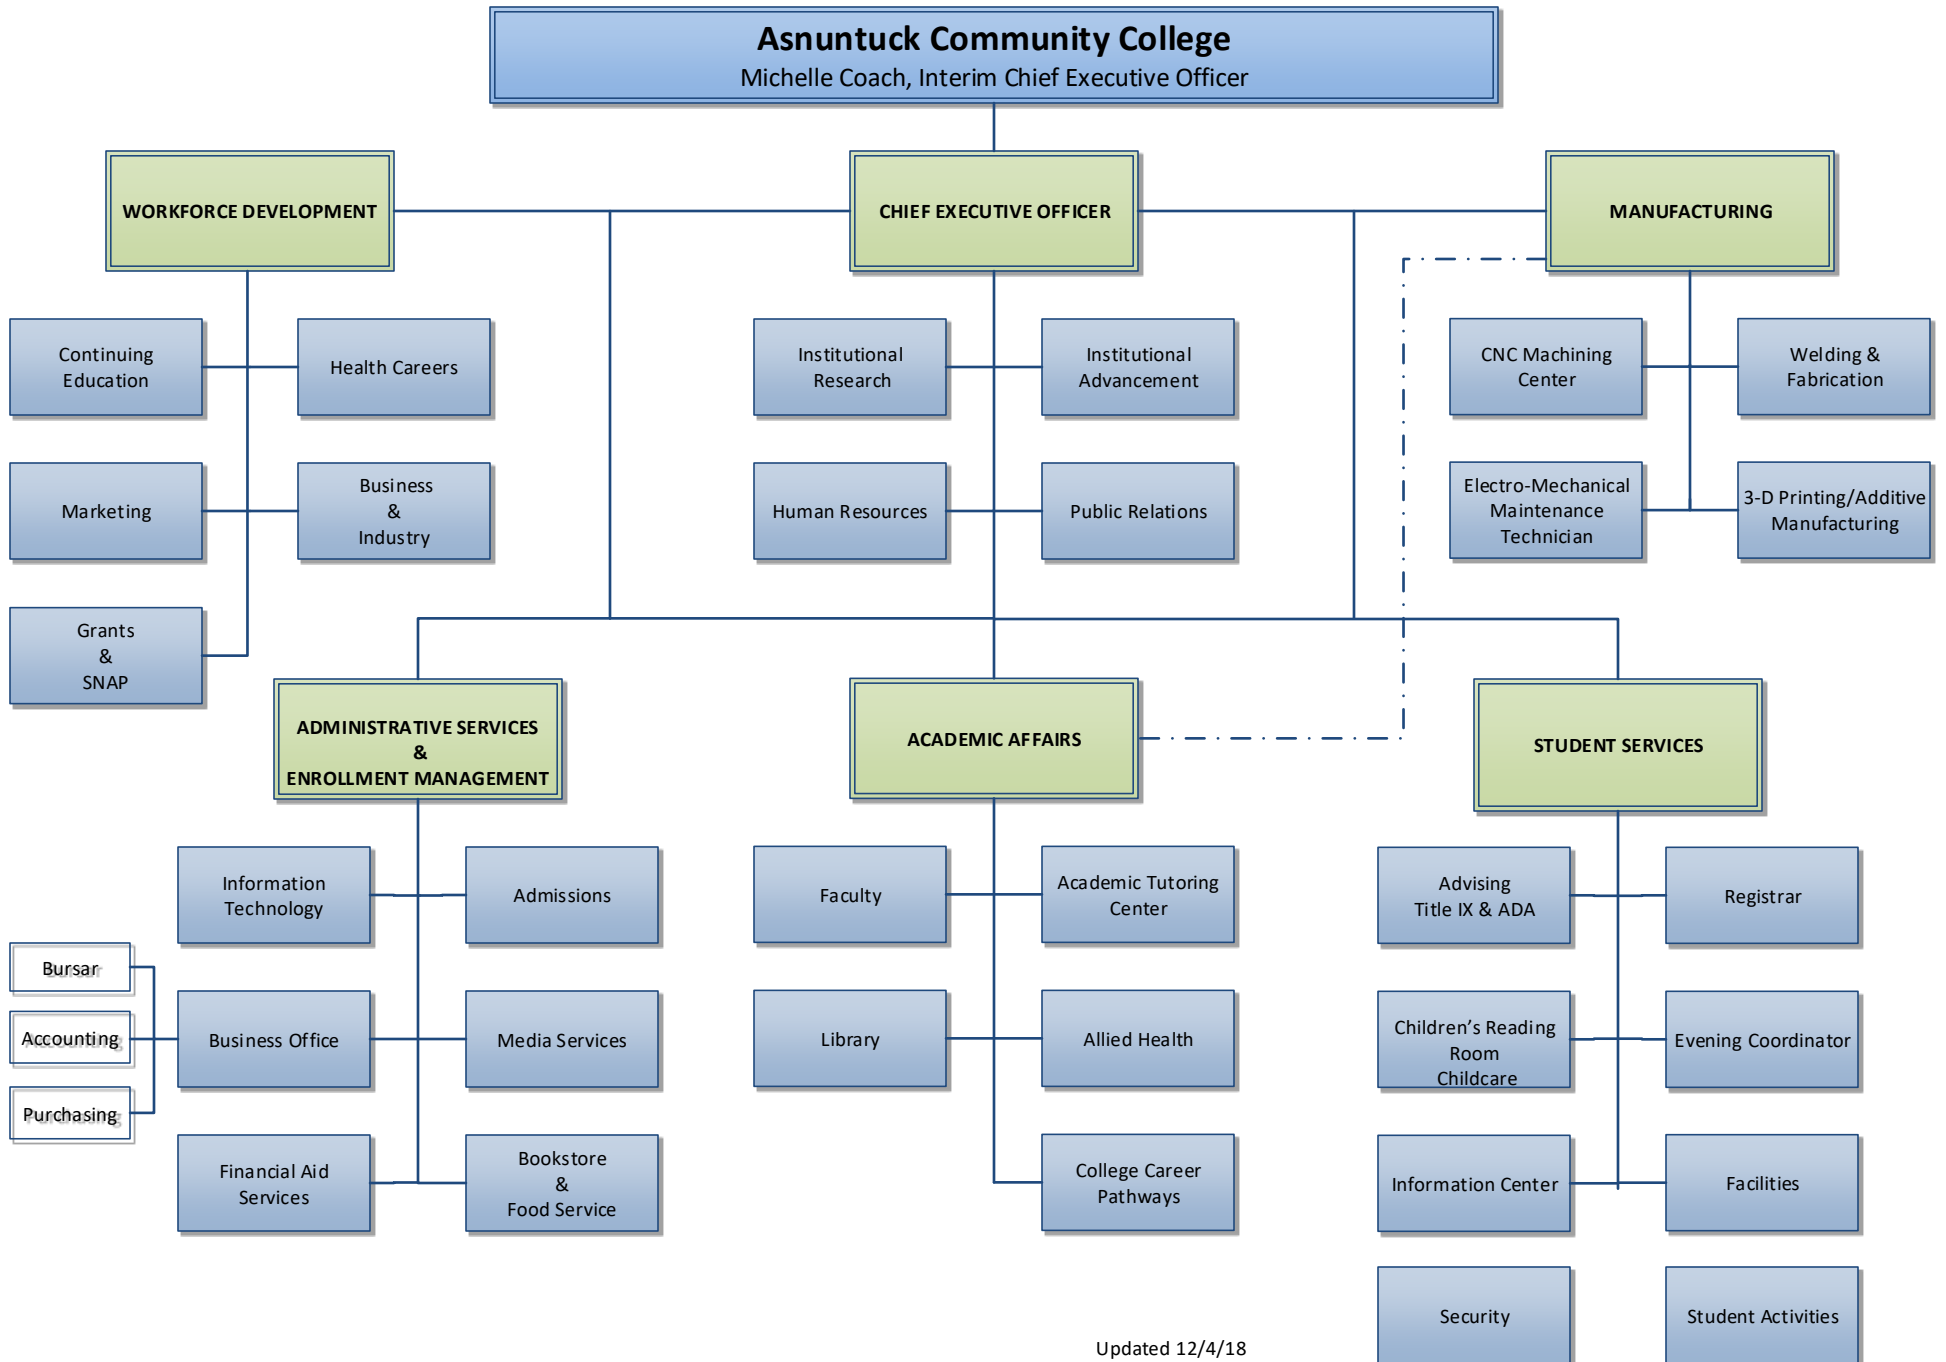 Asnuntuck Community College
Michelle Coach, Interim Chief Executive Officer
WORKFORCE DEVELOPMENT
CHIEF EXECUTIVE OFFICER
MANUFACTURING
Continuing
Education
Health Careers
Institutional
Research
Institutional
Advancement
CNC Machining
Center
Welding &
Fabrication
Marketing
Business
&
Industry
Human Resources
Public Relations
Electro-Mechanical
Maintenance
Technician
3-D Printing/Additive
Manufacturing
Grants
&
SNAP
ADMINISTRATIVE SERVICES
&
ENROLLMENT MANAGEMENT
ACADEMIC AFFAIRS
STUDENT SERVICES
Information
Technology
Admissions
Faculty
Academic Tutoring
Center
Advising
Title IX & ADA
Registrar
Bursar
Accounting
Purchasing
Business Office
Media Services
Library
Allied Health
Children’s Reading
Room
Childcare
Evening Coordinator
Financial Aid
Services
Bookstore
&
Food Service
College Career
Pathways
Information Center
Facilities
Security
Student Activities
Updated 12/4/18